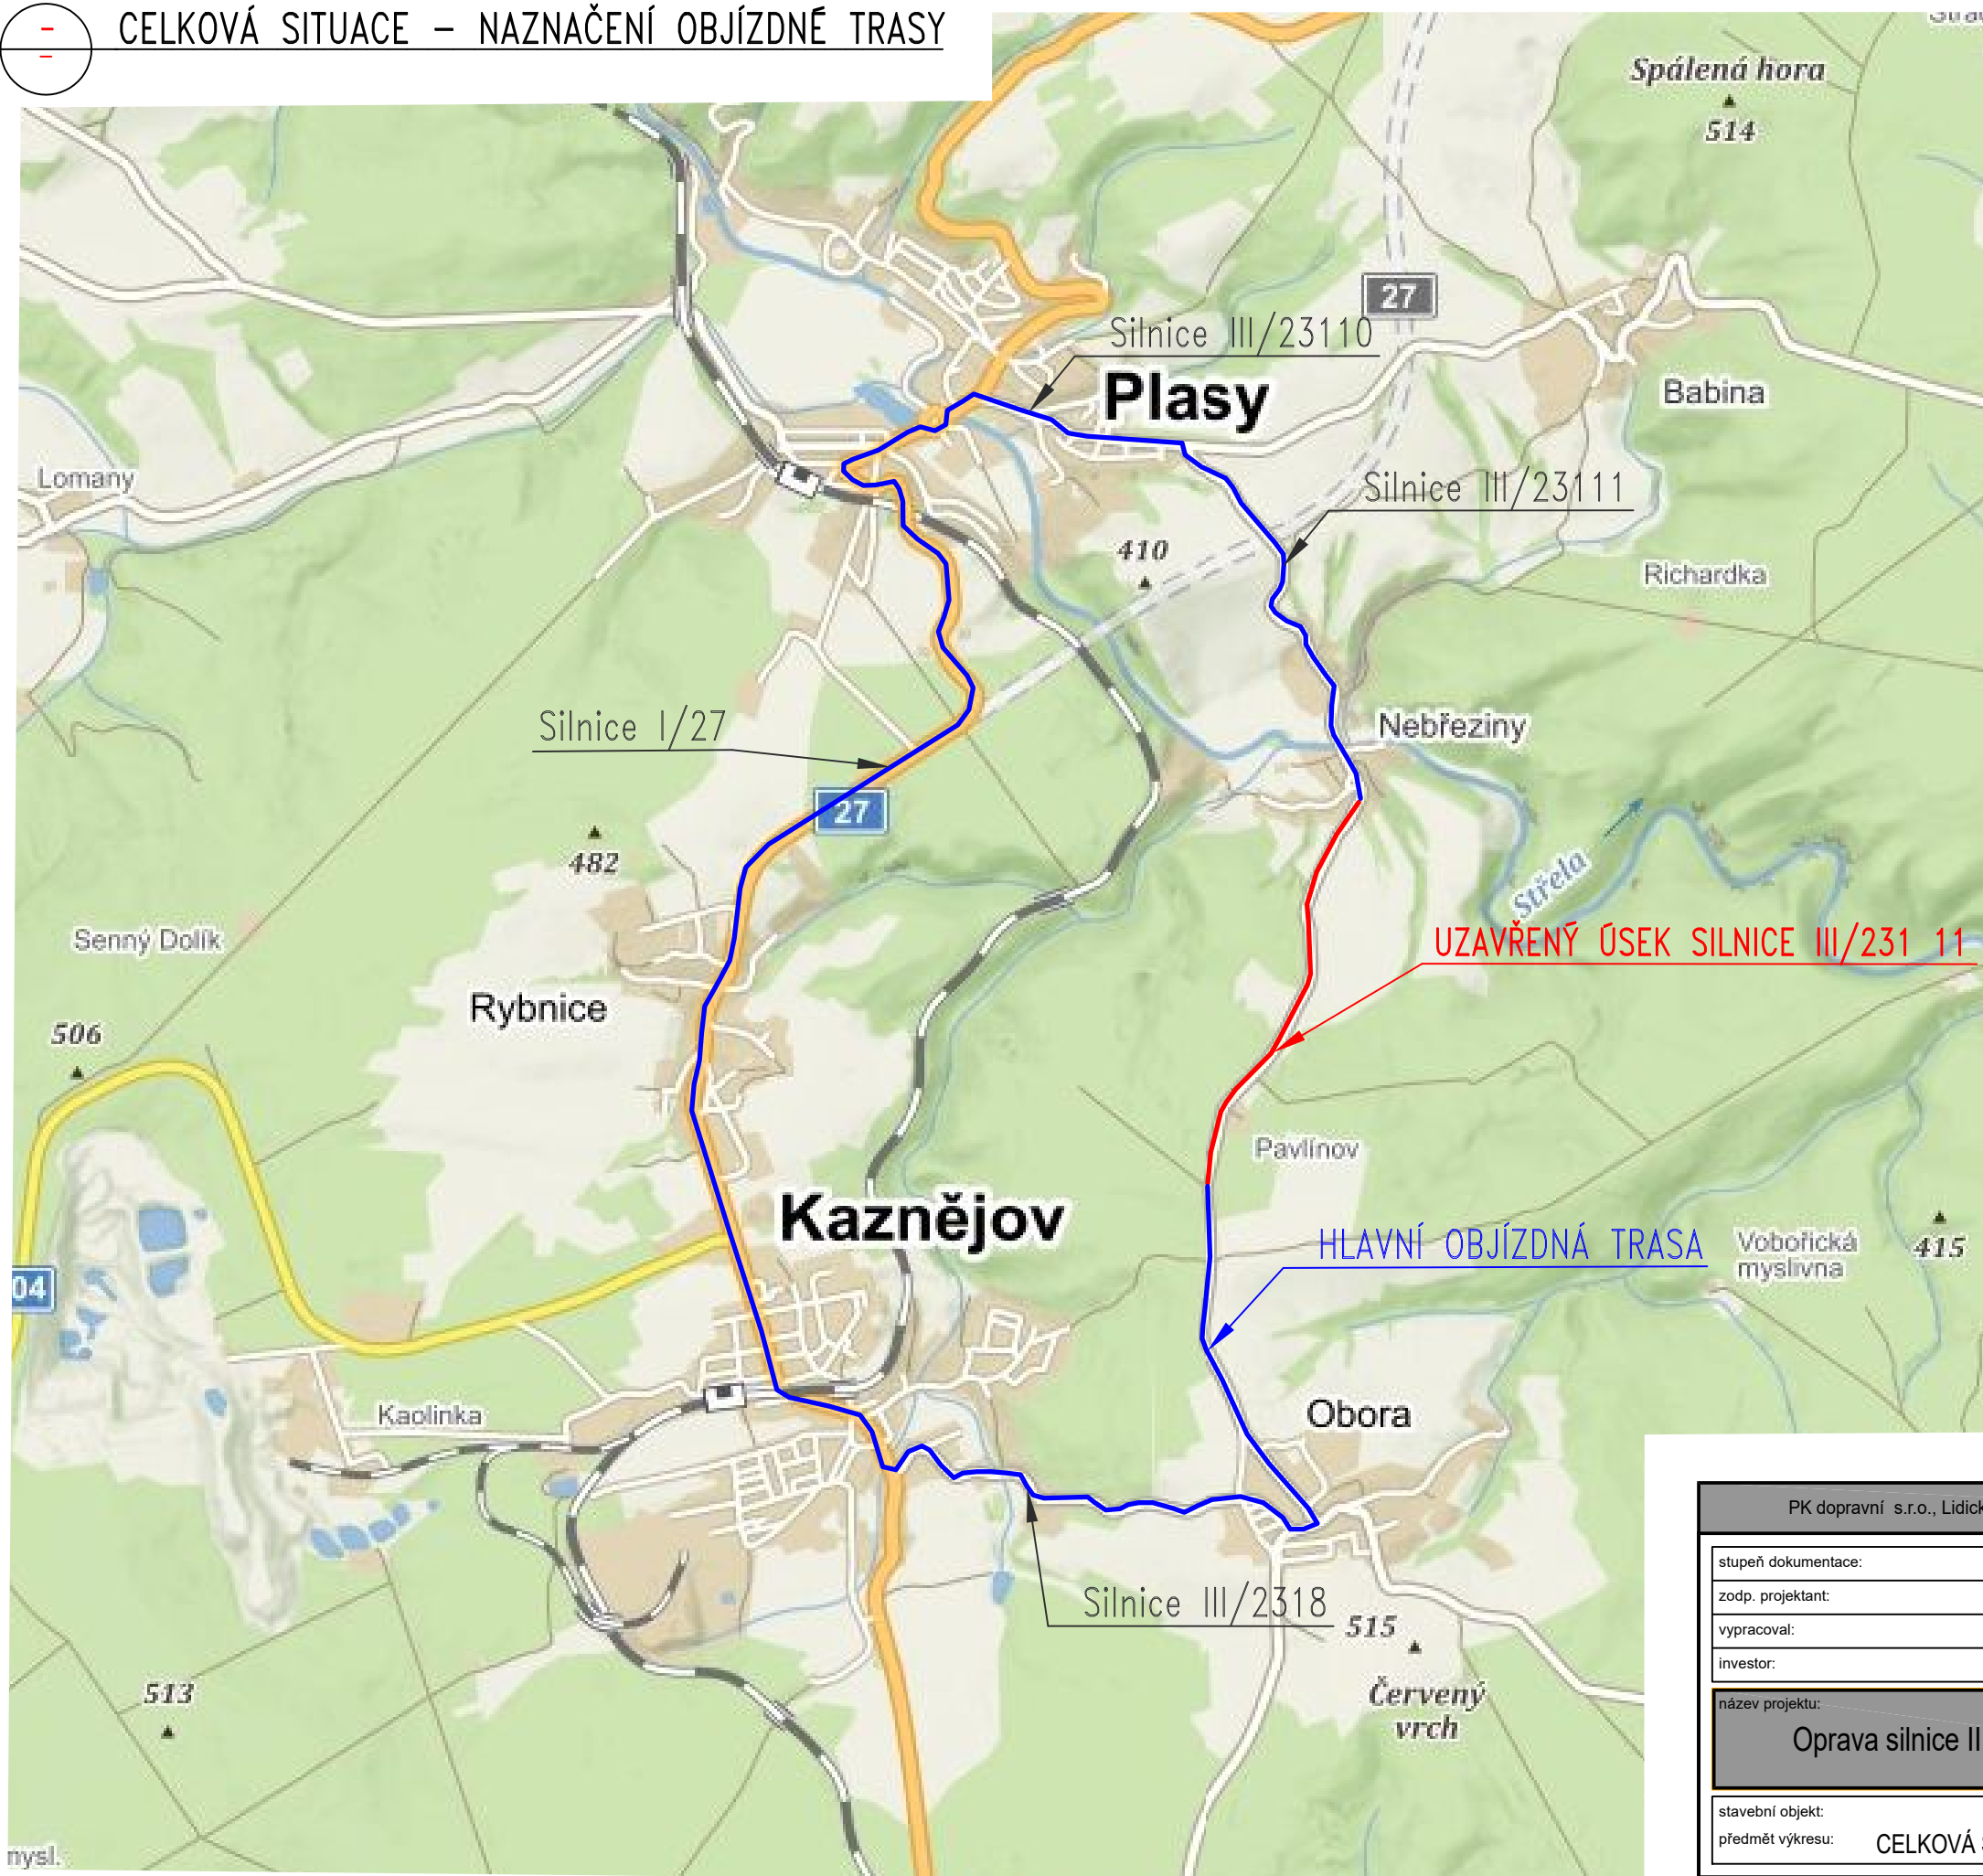 CELKOVÁ SITUACE – NAZNAČENÍ OBJÍZDNÉ TRASY
Spálená hora
514
27
Silnice III/23110
Plasy
Babina
Lomany
Silnice III/23111
410
Richardka
Silnice I/27
Nebřeziny
27
482
Střela
Senný Dolík
UZAVŘENÝ ÚSEK SILNICE III/231 11
Rybnice
506
Pavlínov
Kaznějov
HLAVNÍ OBJÍZDNÁ TRASA
Vobořická
myslivna
415
04
Kaolinka
Obora
PK dopravní s.r.o., Lidick
stupeň dokumentace:
zodp. projektant:
Silnice III/2318
515
vypracoval:
investor:
Červený
vrch
513
název projektu:
Oprava silnice II
stavební objekt:
předmět výkresu: CELKOVÁ
mysl.